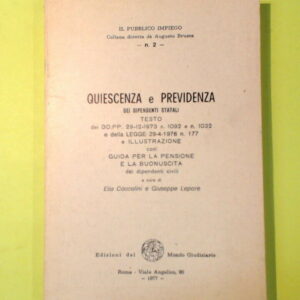 IL PUBBLICO IMPIEGO
Collana diretta da Augusto Brusca
— n. 2 —
QUIESCENZA e PREVIDENZA
DEI DIPENDENTI STATALI
TESTO
dei DD.PP. 29-12-1973 n. 1092 e n. 1032
e della LEGGE 29-4-1976 n. 177
e ILLUSTRAZIONE
con
GUIDA PER LA PENSIONE
E LA BUONUSCITA
dei dipendenti civili
a cura di
Elio Coccolini e Giuseppe Lepore
Edizioni del Mondo Giudiziario
Roma - Viale Angelico, 90
— 1977 —